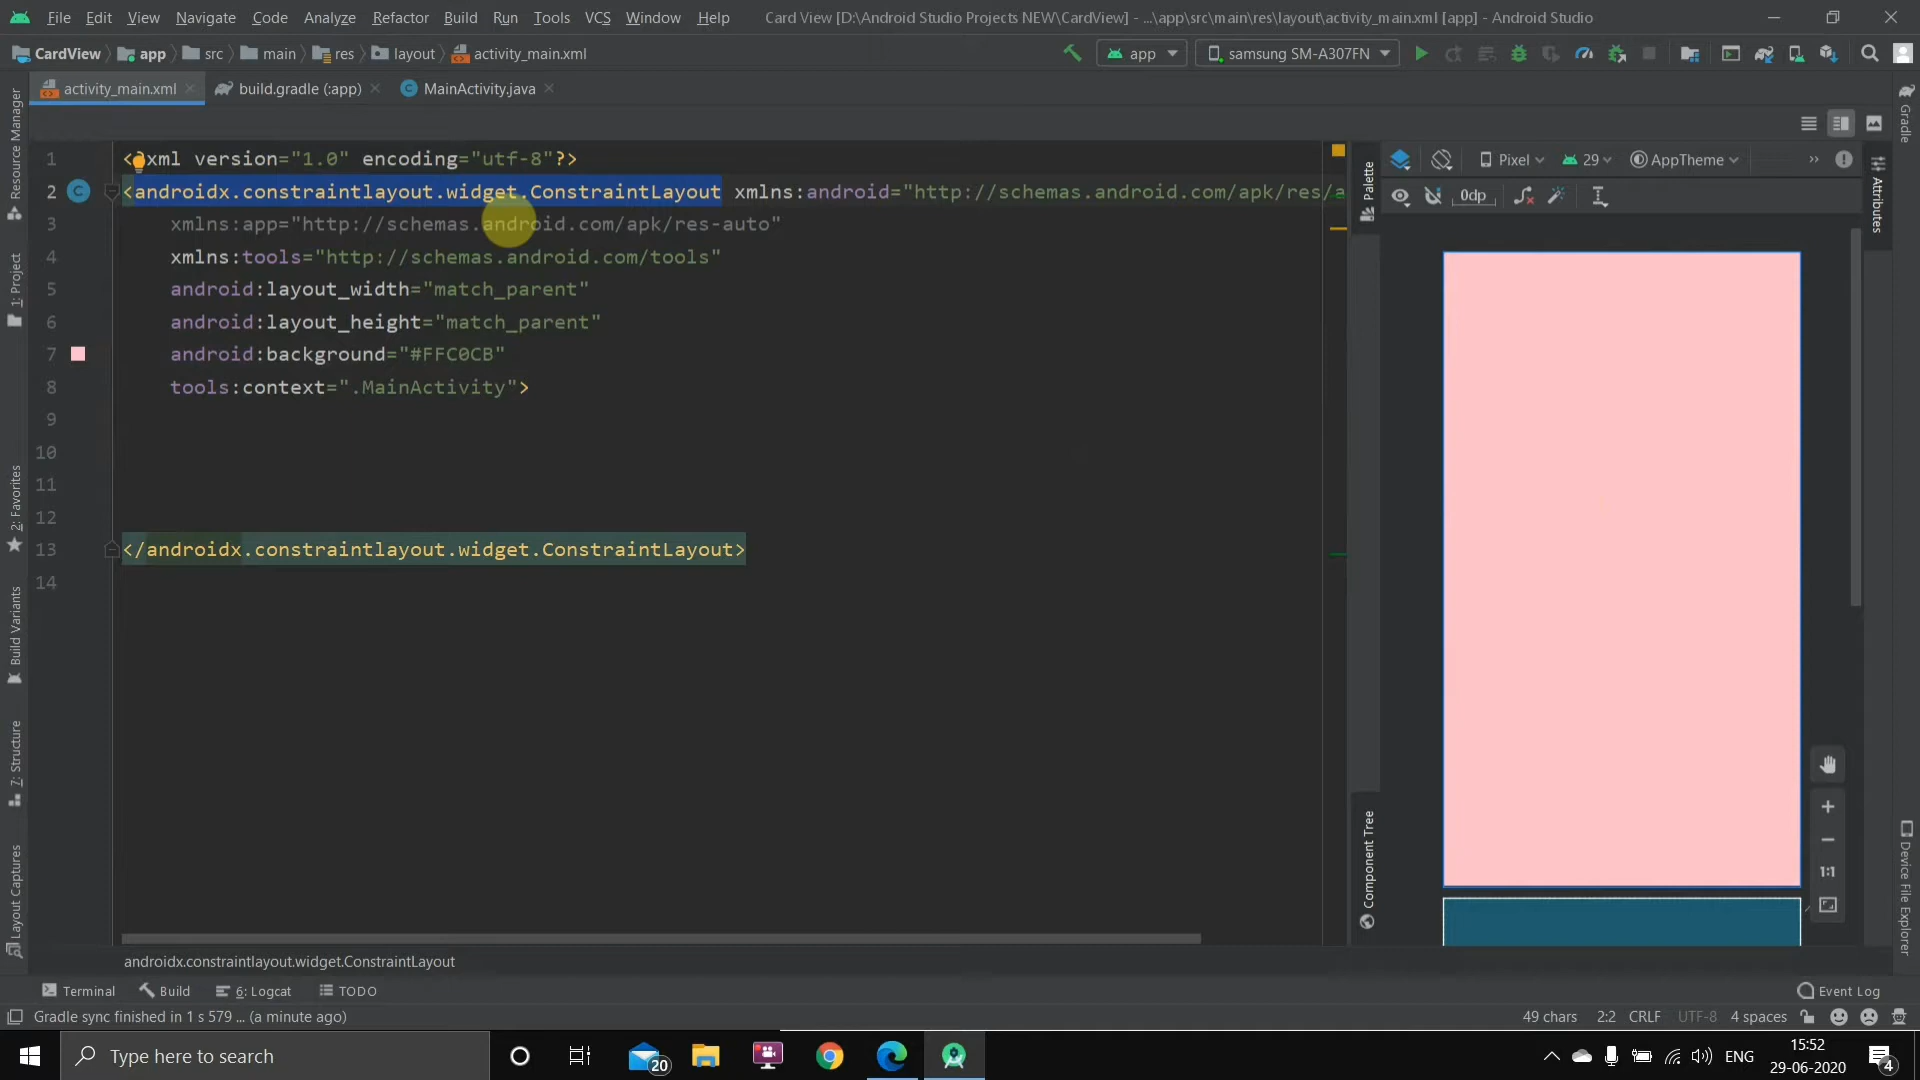 File Edit View Navigate Code Analyze Refactor Build Run Tools VCS Window Help Card View [D:\Android Studio Projects NEW\CardView] - ...\app\src\main\res\layout\activity_main.xml [app] - Android Studio
CardView app src main res layout activity_main.xml app samsung SM-A307FN
activity_main.xml build.gradle (:app) MainActivity.java
Resource Manager
1: Project
2: Favorites
Build Variants
7: Structure
Layout Captures
1 <?xml version="1.0" encoding="utf-8"?>
2 <androidx.constraintlayout.widget.ConstraintLayout xmlns:android="http://schemas.android.com/apk/res/a
3 xmlns:app="http://schemas.android.com/apk/res-auto"
4 xmlns:tools="http://schemas.android.com/tools"
5 android:layout_width="match_parent"
6 android:layout_height="match_parent"
7 android:background="#FFC0CB"
8 tools:context=".MainActivity">
9
10
11
12
13 </androidx.constraintlayout.widget.ConstraintLayout>
14
Palette
Component Tree
Pixel 29 AppTheme
0dp
1:1
Gradle
Attributes
Device File Explorer
androidx.constraintlayout.widget.ConstraintLayout
Terminal Build 6: Logcat TODO Event Log
Gradle sync finished in 1 s 579 ... (a minute ago) 49 chars 2:2 CRLF UTF-8 4 spaces
Type here to search 20 ENG 15:52
29-06-2020 4